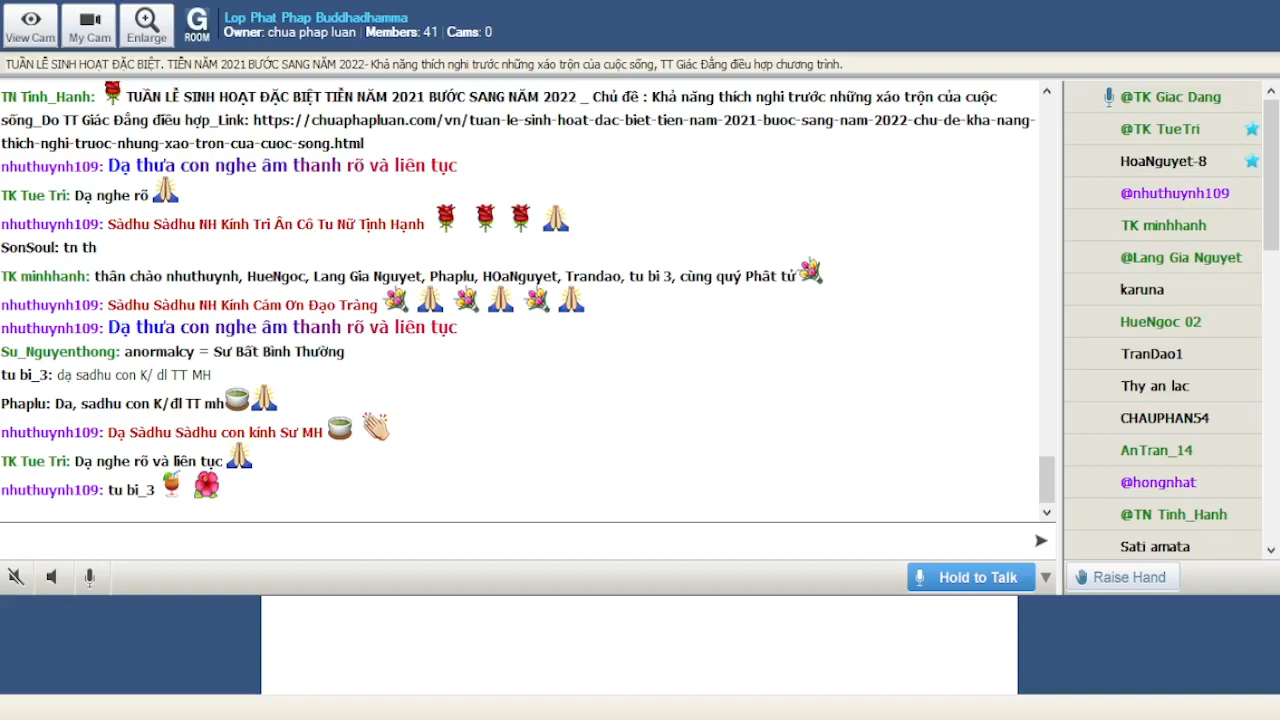 View Cam
My Cam
Enlarge
G ROOM
Lop Phat Phap Buddhadhamma
Owner: chua phap luan | Members: 41 | Cams: 0
TUẦN LỄ SINH HOẠT ĐẶC BIỆT. TIỄN NĂM 2021 BƯỚC SANG NĂM 2022- Khả năng thích nghi trước những xáo trộn của cuộc sống, TT Giác Đẳng điều hợp chương trình.
TN Tinh_Hanh: TUẦN LỄ SINH HOẠT ĐẶC BIỆT TIỄN NĂM 2021 BƯỚC SANG NĂM 2022 _ Chủ đề : Khả năng thích nghi trước những xáo trộn của cuộc
sống_Do TT Giác Đẳng điều hợp_Link: https://chuaphapluan.com/vn/tuan-le-sinh-hoat-dac-biet-tien-nam-2021-buoc-sang-nam-2022-chu-de-kha-nang-
thich-nghi-truoc-nhung-xao-tron-cua-cuoc-song.html
nhuthuynh109: Dạ thưa con nghe âm thanh rõ và liên tục
TK Tue Tri: Dạ nghe rõ
nhuthuynh109: Sàdhu Sàdhu NH Kính Tri Ân Cô Tu Nữ Tịnh Hạnh
SonSoul: tn th
TK minhhanh: thân chào nhuthuynh, HueNgoc, Lang Gia Nguyet, Phaplu, HOaNguyet, Trandao, tu bi 3, cùng quý Phât tử
nhuthuynh109: Sàdhu Sàdhu NH Kính Cám Ơn Đạo Tràng
nhuthuynh109: Dạ thưa con nghe âm thanh rõ và liên tục
Su_Nguyenthong: anormalcy = Sư Bất Bình Thường
tu bi_3: dạ sadhu con K/ dl TT MH
Phaplu: Da, sadhu con K/đl TT mh
nhuthuynh109: Dạ Sàdhu Sàdhu con kính Sư MH
TK Tue Tri: Dạ nghe rõ và liên tục
nhuthuynh109: tu bi_3
@TK Giac Dang
@TK TueTri
HoaNguyet-8
@nhuthuynh109
TK minhhanh
@Lang Gia Nguyet
karuna
HueNgoc 02
TranDao1
Thy an lac
CHAUPHAN54
AnTran_14
@hongnhat
@TN Tinh_Hanh
Sati amata
Hold to Talk
Raise Hand